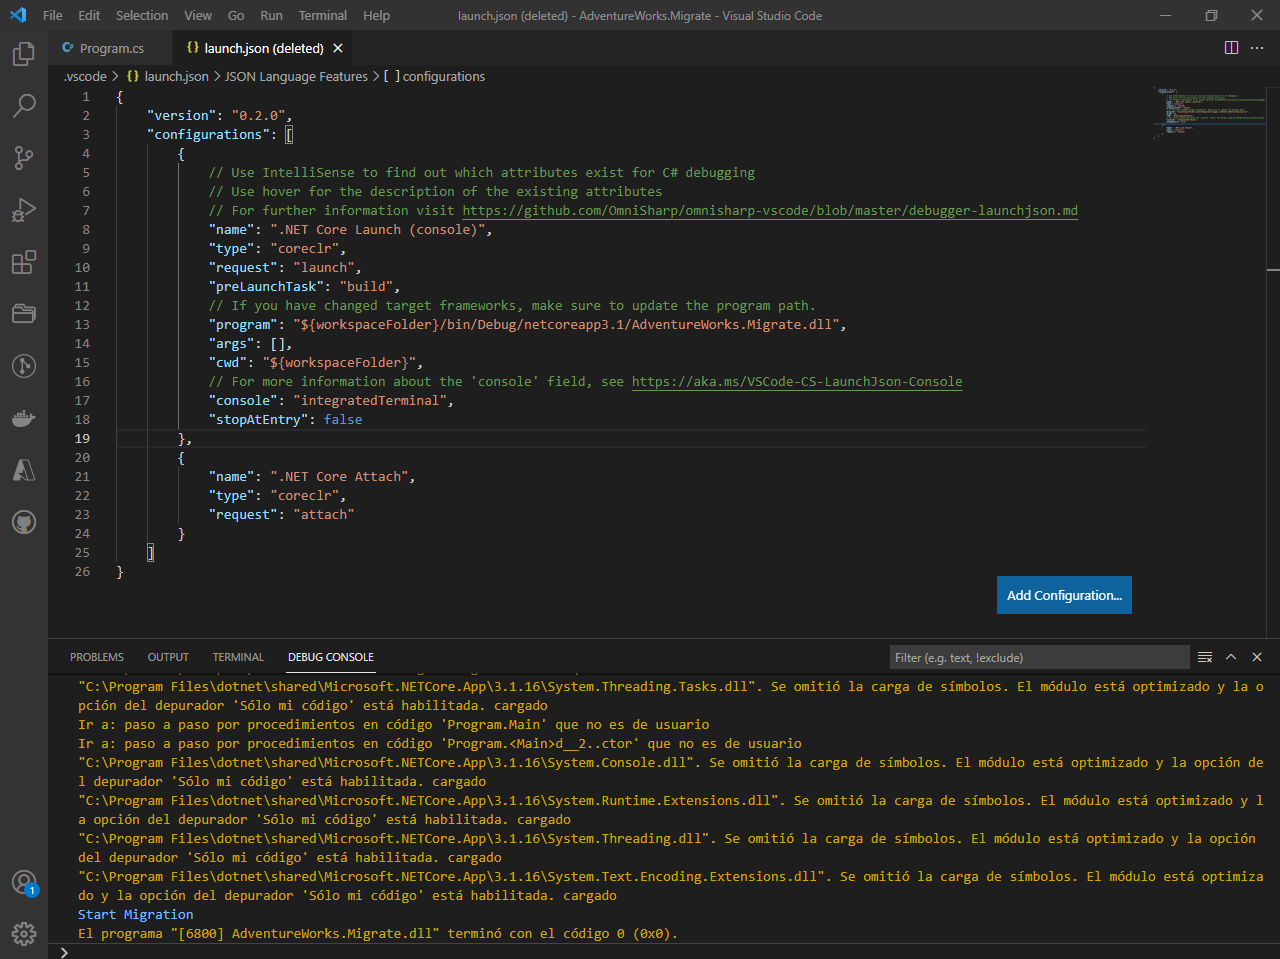 File Edit Selection View Go Run Terminal Help launch.json (deleted) - AdventureWorks.Migrate - Visual Studio Code
C# Program.cs {} launch.json (deleted)
.vscode > {} launch.json > JSON Language Features > [ ] configurations
1 {
2 "version": "0.2.0",
3 "configurations": [
4 {
5 // Use IntelliSense to find out which attributes exist for C# debugging
6 // Use hover for the description of the existing attributes
7 // For further information visit https://github.com/OmniSharp/omnisharp-vscode/blob/master/debugger-launchjson.md
8 "name": ".NET Core Launch (console)",
9 "type": "coreclr",
10 "request": "launch",
11 "preLaunchTask": "build",
12 // If you have changed target frameworks, make sure to update the program path.
13 "program": "${workspaceFolder}/bin/Debug/netcoreapp3.1/AdventureWorks.Migrate.dll",
14 "args": [],
15 "cwd": "${workspaceFolder}",
16 // For more information about the 'console' field, see https://aka.ms/VSCode-CS-LaunchJson-Console
17 "console": "integratedTerminal",
18 "stopAtEntry": false
19 },
20 {
21 "name": ".NET Core Attach",
22 "type": "coreclr",
23 "request": "attach"
24 }
25 ]
26 }
Add Configuration...
PROBLEMS OUTPUT TERMINAL DEBUG CONSOLE Filter (e.g. text, !exclude)
"C:\Program Files\dotnet\shared\Microsoft.NETCore.App\3.1.16\System.Threading.Tasks.dll". Se omitió la carga de símbolos. El módulo está optimizado y la o
pción del depurador 'Sólo mi código' está habilitada. cargado
Ir a: paso a paso por procedimientos en código 'Program.Main' que no es de usuario
Ir a: paso a paso por procedimientos en código 'Program.<Main>d__2..ctor' que no es de usuario
"C:\Program Files\dotnet\shared\Microsoft.NETCore.App\3.1.16\System.Console.dll". Se omitió la carga de símbolos. El módulo está optimizado y la opción de
l depurador 'Sólo mi código' está habilitada. cargado
"C:\Program Files\dotnet\shared\Microsoft.NETCore.App\3.1.16\System.Runtime.Extensions.dll". Se omitió la carga de símbolos. El módulo está optimizado y l
a opción del depurador 'Sólo mi código' está habilitada. cargado
"C:\Program Files\dotnet\shared\Microsoft.NETCore.App\3.1.16\System.Threading.dll". Se omitió la carga de símbolos. El módulo está optimizado y la opción
del depurador 'Sólo mi código' está habilitada. cargado
"C:\Program Files\dotnet\shared\Microsoft.NETCore.App\3.1.16\System.Text.Encoding.Extensions.dll". Se omitió la carga de símbolos. El módulo está optimiza
do y la opción del depurador 'Sólo mi código' está habilitada. cargado
1
Start Migration
El programa "[6800] AdventureWorks.Migrate.dll" terminó con el código 0 (0x0).